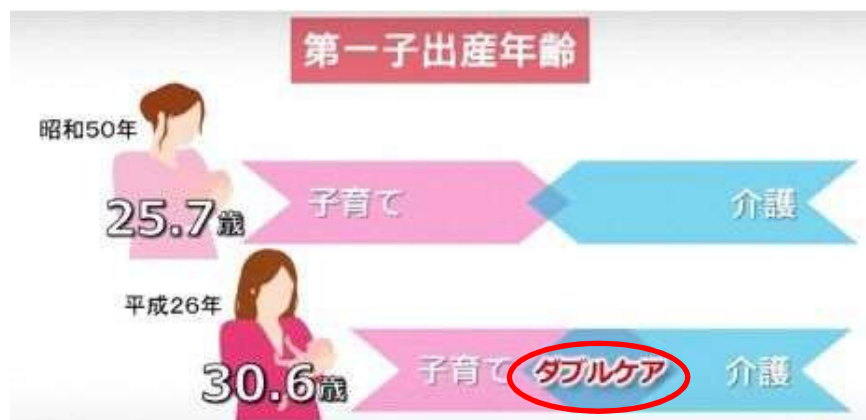 第一子出産年齢
昭和50年
25.7歳
子育て
介護
平成26年
30.6歳
子育て
ダブルケア
介護